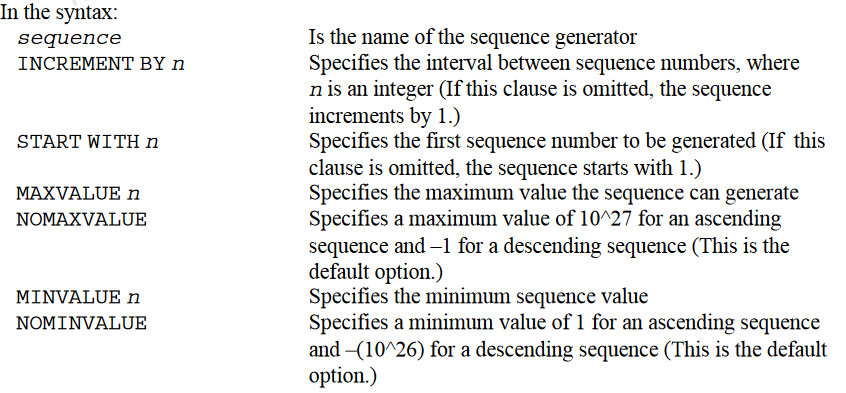 In the syntax:
sequence Is the name of the sequence generator
INCREMENT BY n Specifies the interval between sequence numbers, where
n is an integer (If this clause is omitted, the sequence
increments by 1.)
START WITH n Specifies the first sequence number to be generated (If this
clause is omitted, the sequence starts with 1.)
MAXVALUE n Specifies the maximum value the sequence can generate
NOMAXVALUE Specifies a maximum value of 10^27 for an ascending
sequence and –1 for a descending sequence (This is the
default option.)
MINVALUE n Specifies the minimum sequence value
NOMINVALUE Specifies a minimum value of 1 for an ascending sequence
and –(10^26) for a descending sequence (This is the default
option.)